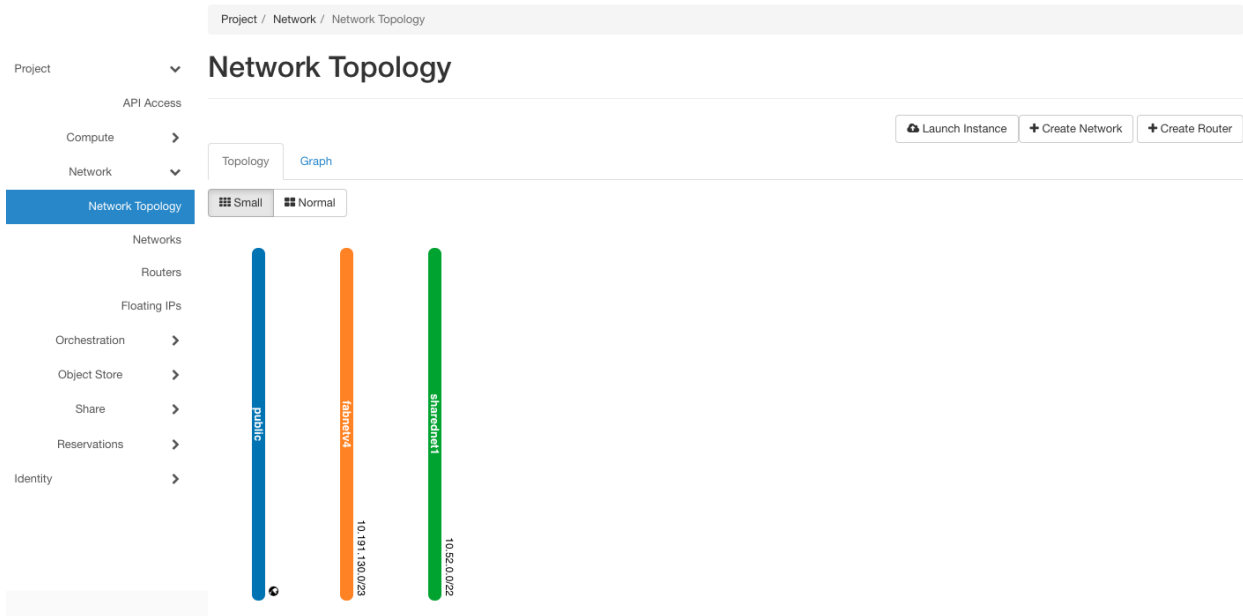 Project / Network / Network Topology
Network Topology
Project
API Access
Compute
Network
Network Topology
Networks
Routers
Floating IPs
Orchestration
Object Store
Share
Reservations
Identity
Launch Instance
+ Create Network
+ Create Router
Topology
Graph
Small
Normal
public
fabnetv4
10.191.130.0/23
sharednet1
10.52.0.0/22